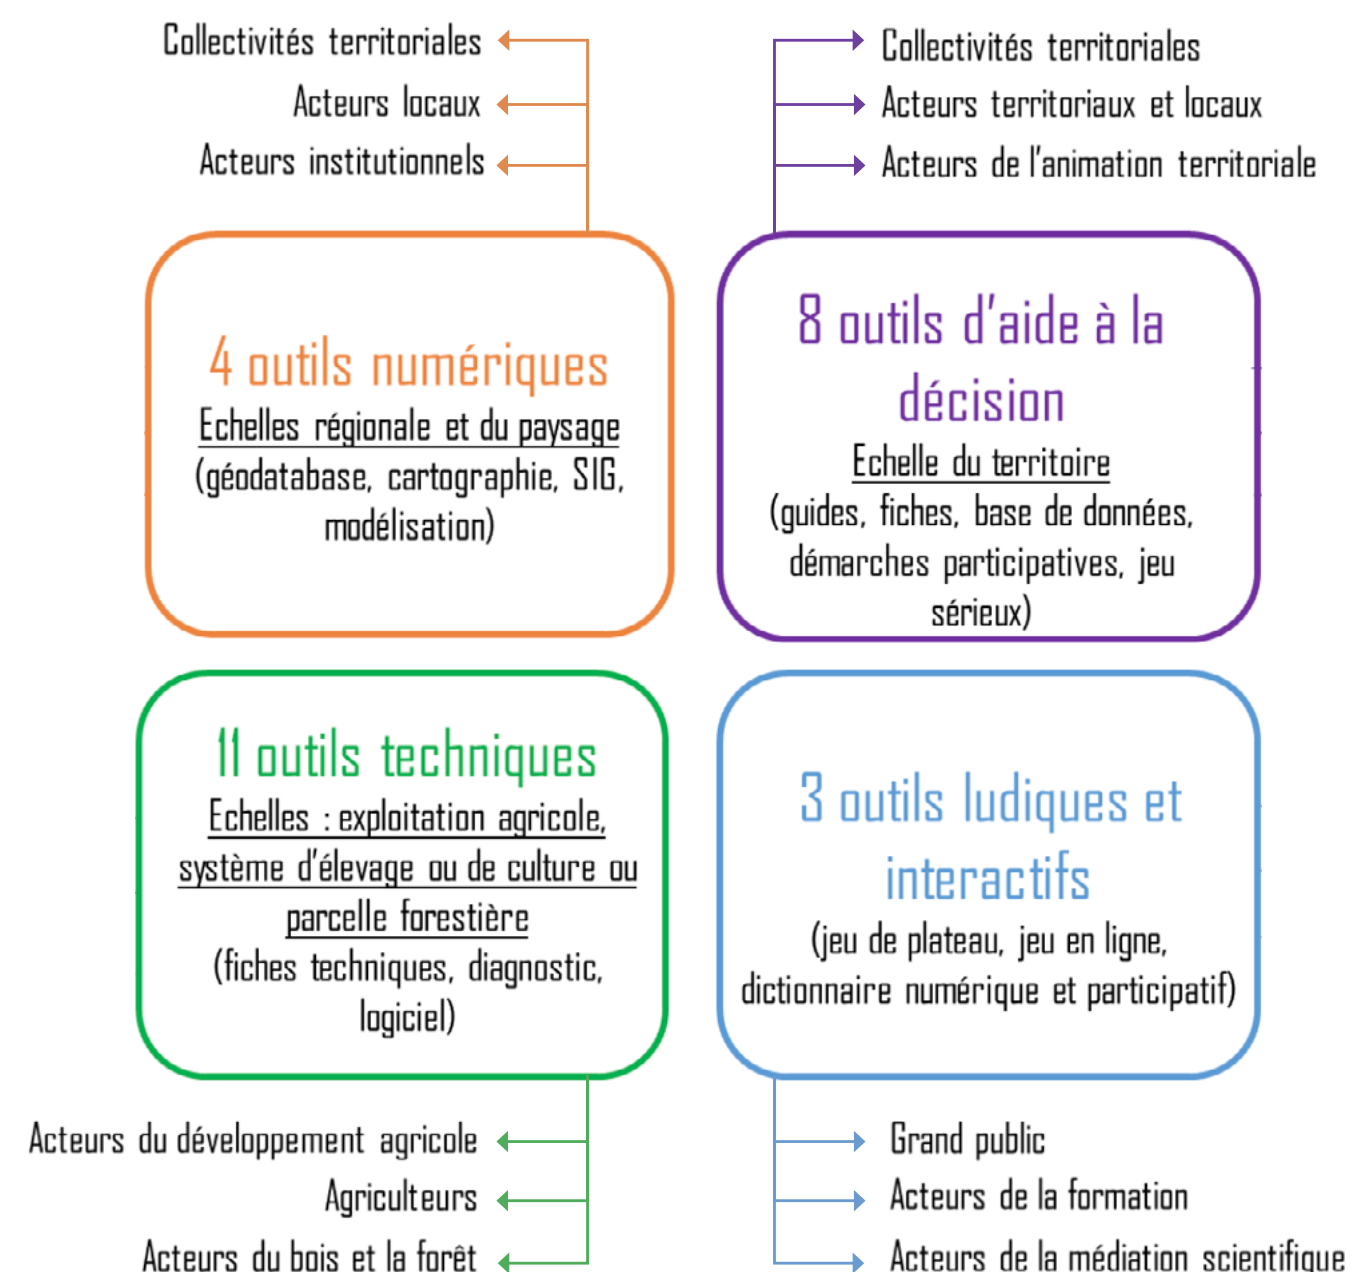 Collectivités territoriales
Acteurs locaux
Acteurs institutionnels
Collectivités territoriales
Acteurs territoriaux et locaux
Acteurs de l'animation territoriale
4 outils numériques
Echelles régionale et du paysage
(géodatabase, cartographie, SIG,
modélisation)
8 outils d'aide à la
décision
Echelle du territoire
(guides, fiches, base de données,
démarches participatives, jeu
sérieux)
11 outils techniques
Echelles : exploitation agricole,
système d'élevage ou de culture ou
parcelle forestière
(fiches techniques, diagnostic,
logiciel)
3 outils ludiques et
interactifs
(jeu de plateau, jeu en ligne,
dictionnaire numérique et participatif)
Acteurs du développement agricole
Agriculteurs
Acteurs du bois et la forêt
Grand public
Acteurs de la formation
Acteurs de la médiation scientifique